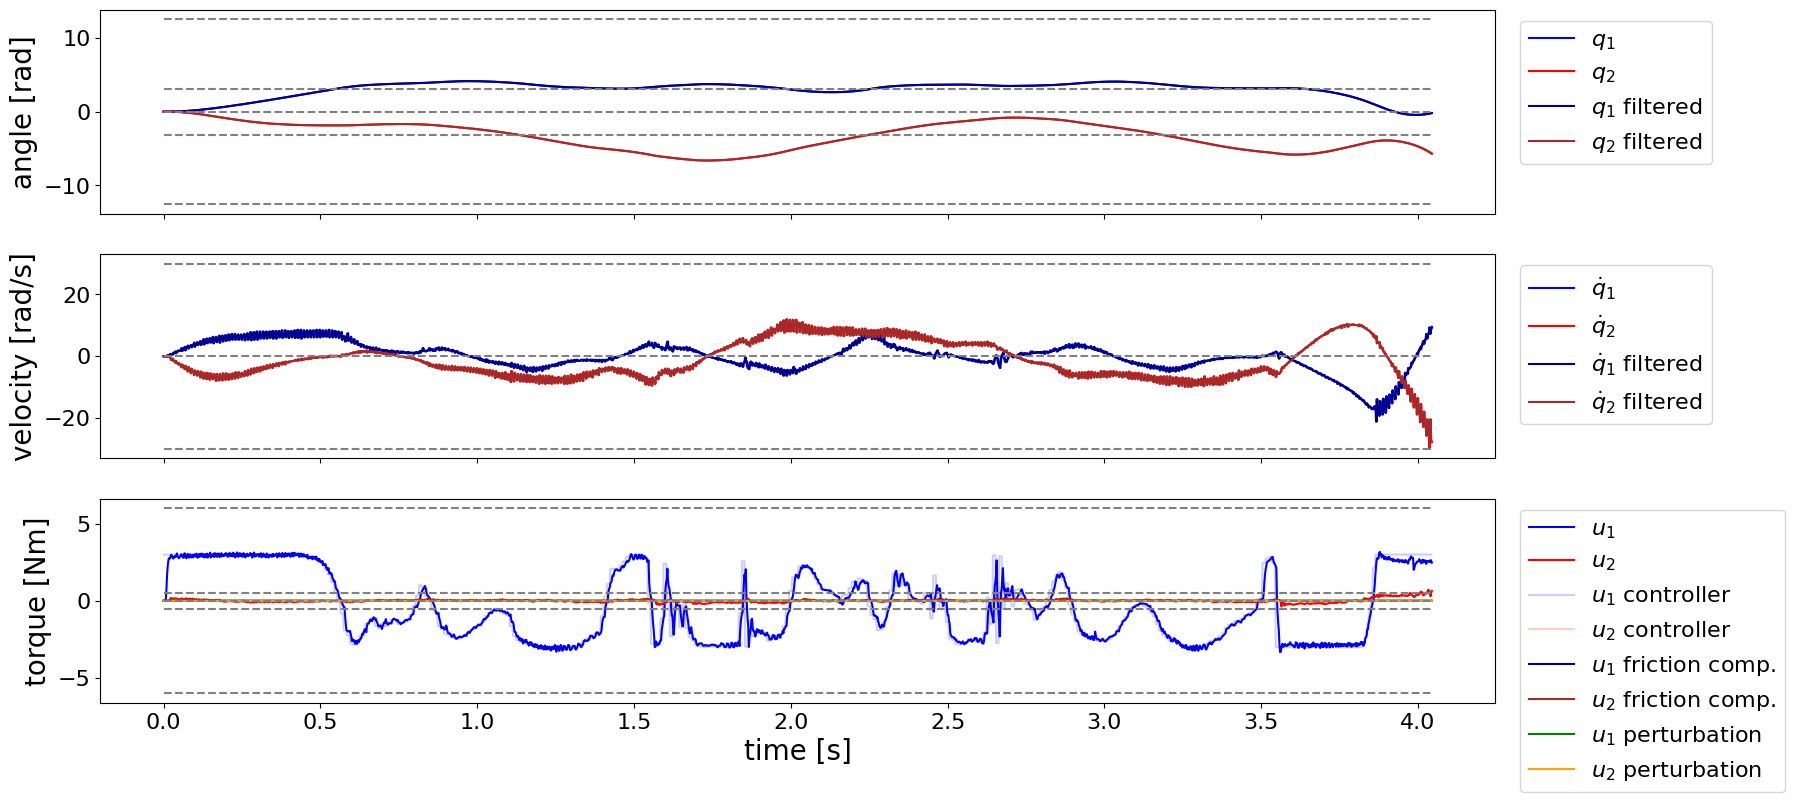 angle [rad]
10
0
−10
q₁
q₂
q₁ filtered
q₂ filtered
velocity [rad/s]
20
0
−20
q̇₁
q̇₂
q̇₁ filtered
q̇₂ filtered
torque [Nm]
5
0
−5
0.0 0.5 1.0 1.5 2.0 2.5 3.0 3.5 4.0
time [s]
u₁
u₂
u₁ controller
u₂ controller
u₁ friction comp.
u₂ friction comp.
u₁ perturbation
u₂ perturbation